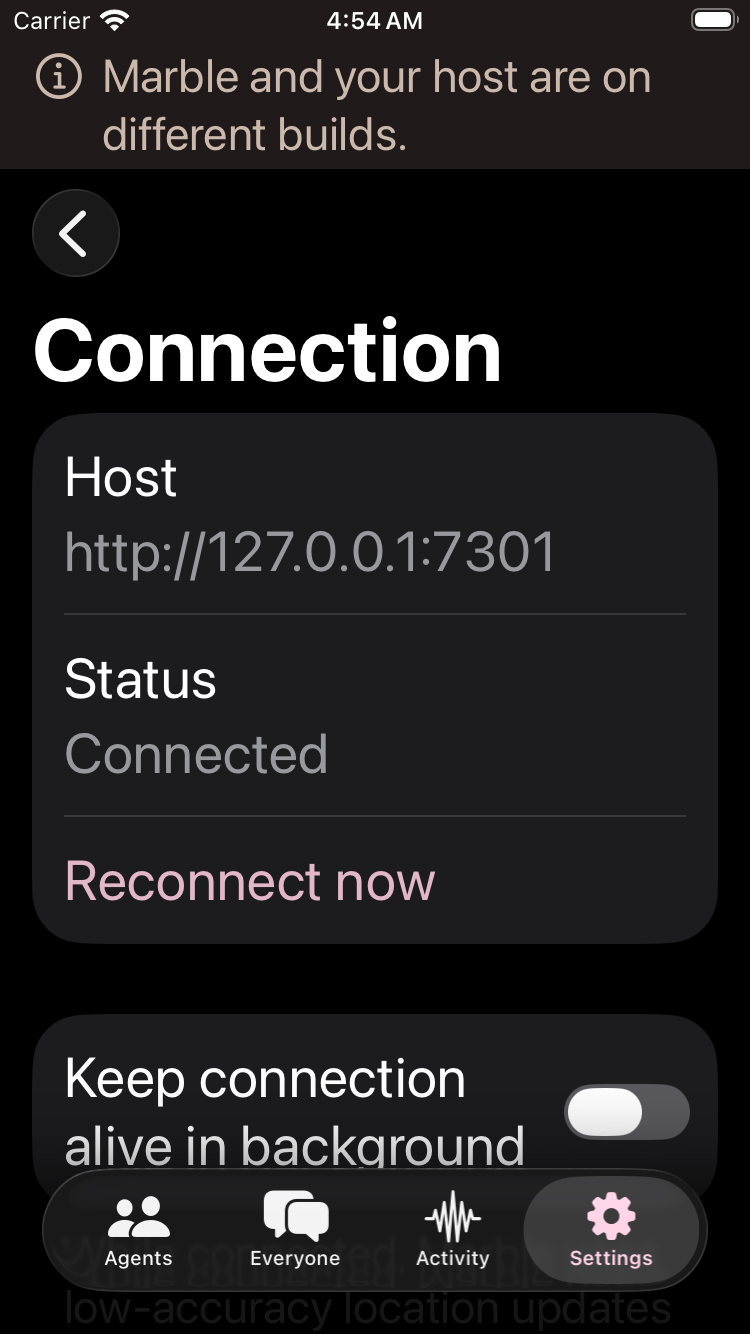 Carrier 4:54 AM
Marble and your host are on
different builds.
Connection
Host
http://127.0.0.1:7301
Status
Connected
Reconnect now
Keep connection
alive in background
Agents Everyone Activity Settings
low-accuracy location updates